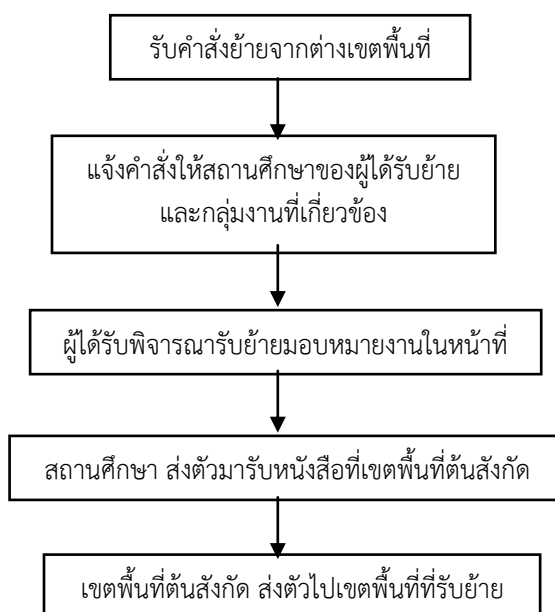 รับคำสั่งย้ายจากต่างเขตพื้นที่
แจ้งคำสั่งให้สถานศึกษาของผู้ได้รับย้าย
และกลุ่มงานที่เกี่ยวข้อง
ผู้ได้รับพิจารณารับย้ายมอบหมายงานในหน้าที่
สถานศึกษา ส่งตัวมารับหนังสือที่เขตพื้นที่ต้นสังกัด
เขตพื้นที่ต้นสังกัด ส่งตัวไปเขตพื้นที่ที่รับย้าย